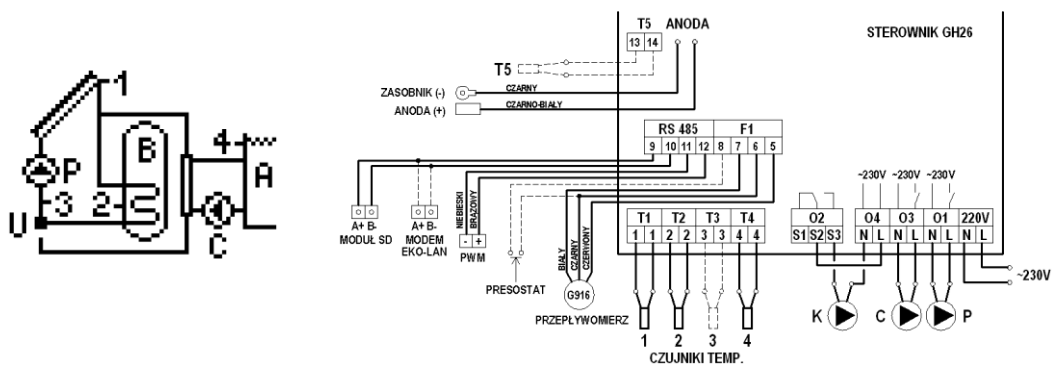 1
4
B
P
A
3
2
U
C
T5 ANODA
STEROWNIK GH26
13 14
T5
ZASOBNIK (-)
CZARNY
ANODA (+)
CZARNO-BIAŁY
RS 485 F1
9 10 11 12 8 7 6 5
~230V ~230V ~230V
A+ B- A+ B-
MODUŁ SD MODEM
EKO-LAN
NIEBIESKI
BRĄZOWY
- +
PWM
PRESOSTAT
BIAŁY
CZARNY
CZERWONY
G916
PRZEPŁYWOMIERZ
T1 T2 T3 T4
1 1 2 2 3 3 4 4
O2 O4 O3 O1 220V
S1 S2 S3 N L N L N L N L
~230V
K C P
1 2 3 4
CZUJNIKI TEMP.